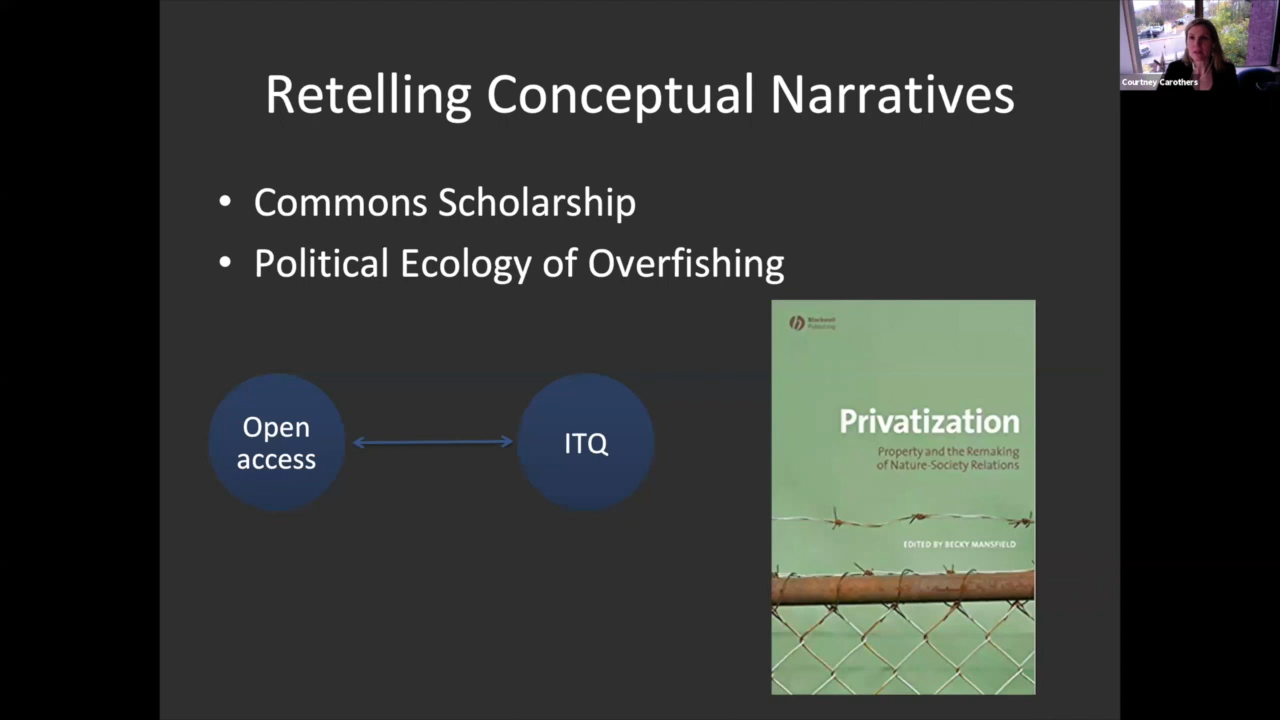 Retelling Conceptual Narratives
Courtney Carothers
• Commons Scholarship
• Political Ecology of Overfishing
Open
access
ITQ
Blackwell
Publishing
Privatization
Property and the Remaking
of Nature-Society Relations
EDITED BY BECKY MANSFIELD